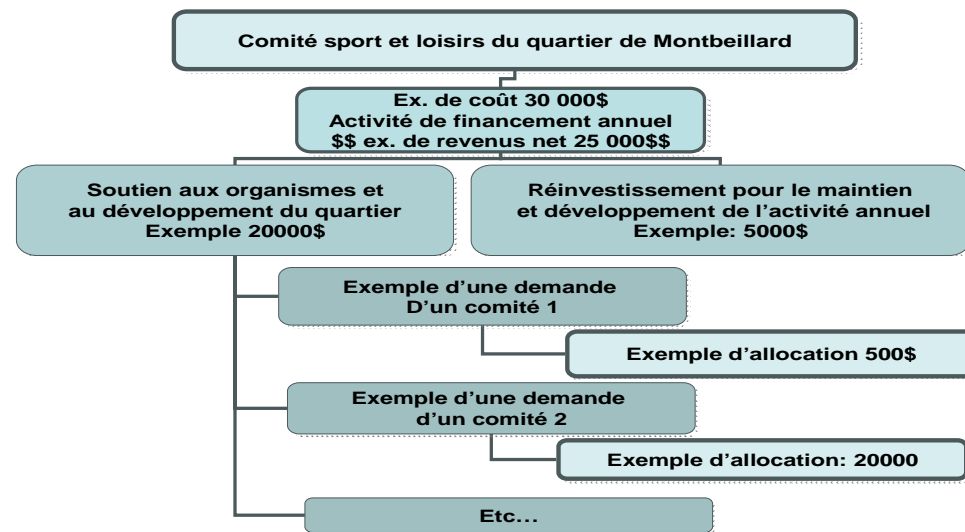 Comité sport et loisirs du quartier de Montbeillard
Ex. de coût 30 000$
Activité de financement annuel
$$ ex. de revenus net 25 000$$
Soutien aux organismes et
au développement du quartier
Exemple 20000$
Réinvestissement pour le maintien
et développement de l’activité annuel
Exemple: 5000$
Exemple d’une demande
D’un comité 1
Exemple d’allocation 500$
Exemple d’une demande
d’un comité 2
Exemple d’allocation: 20000
Etc…